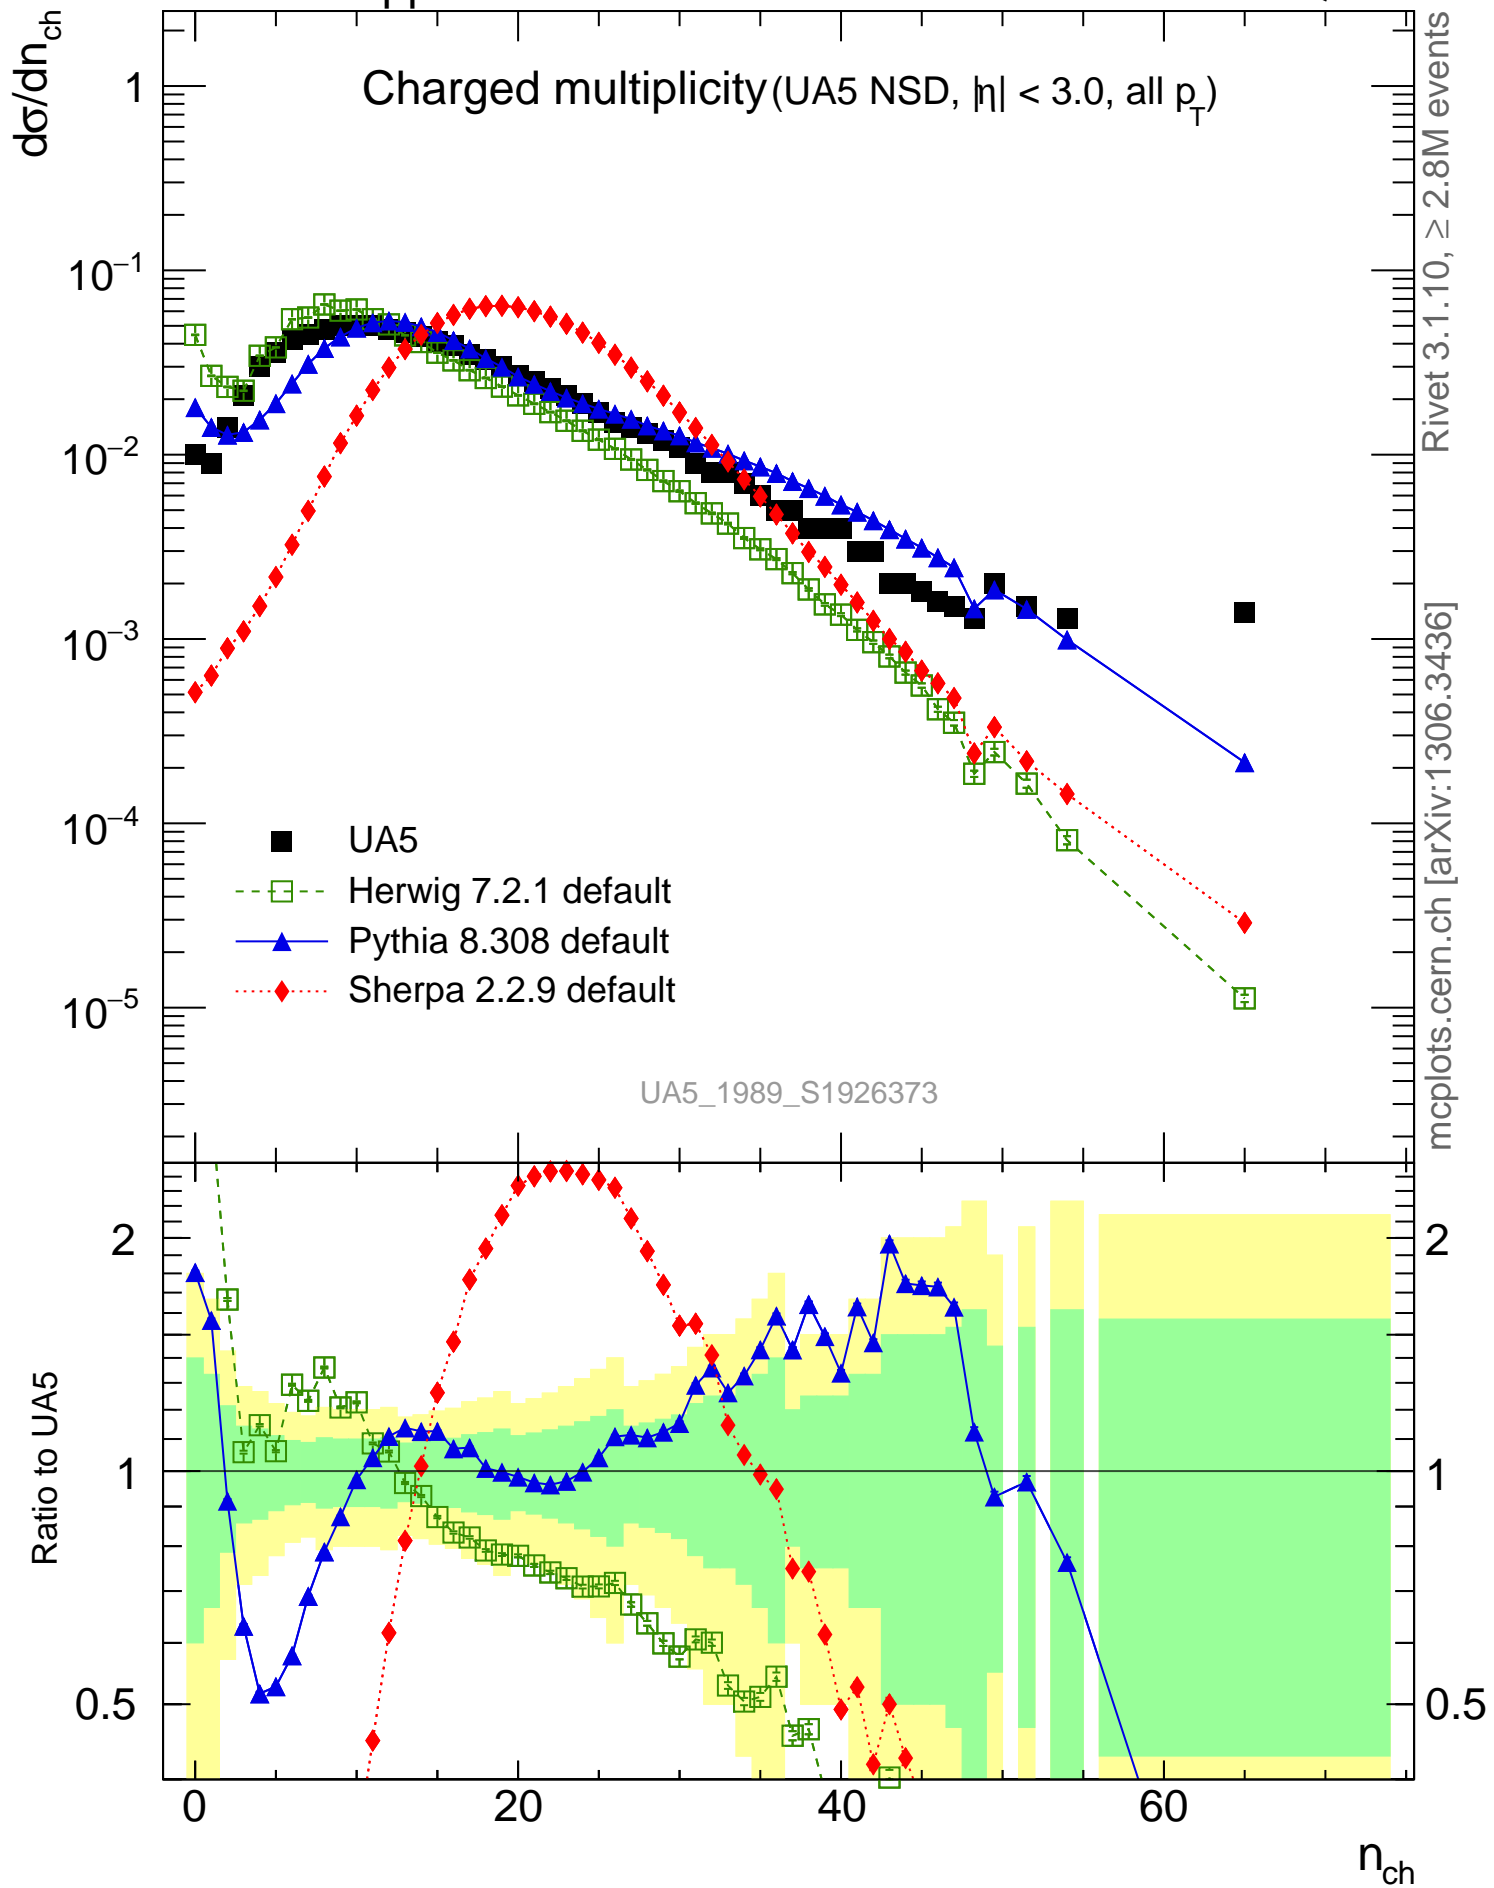 Charged multiplicity (UA5 NSD, |η| < 3.0, all p_T)
dσ/dn_ch
1
10^−1
10^−2
10^−3
10^−4
10^−5
UA5
Herwig 7.2.1 default
Pythia 8.308 default
Sherpa 2.2.9 default
UA5_1989_S1926373
Rivet 3.1.10, ≥ 2.8M events
mcplots.cern.ch [arXiv:1306.3436]
Ratio to UA5
2
1
0.5
2
1
0.5
0 20 40 60
n_ch